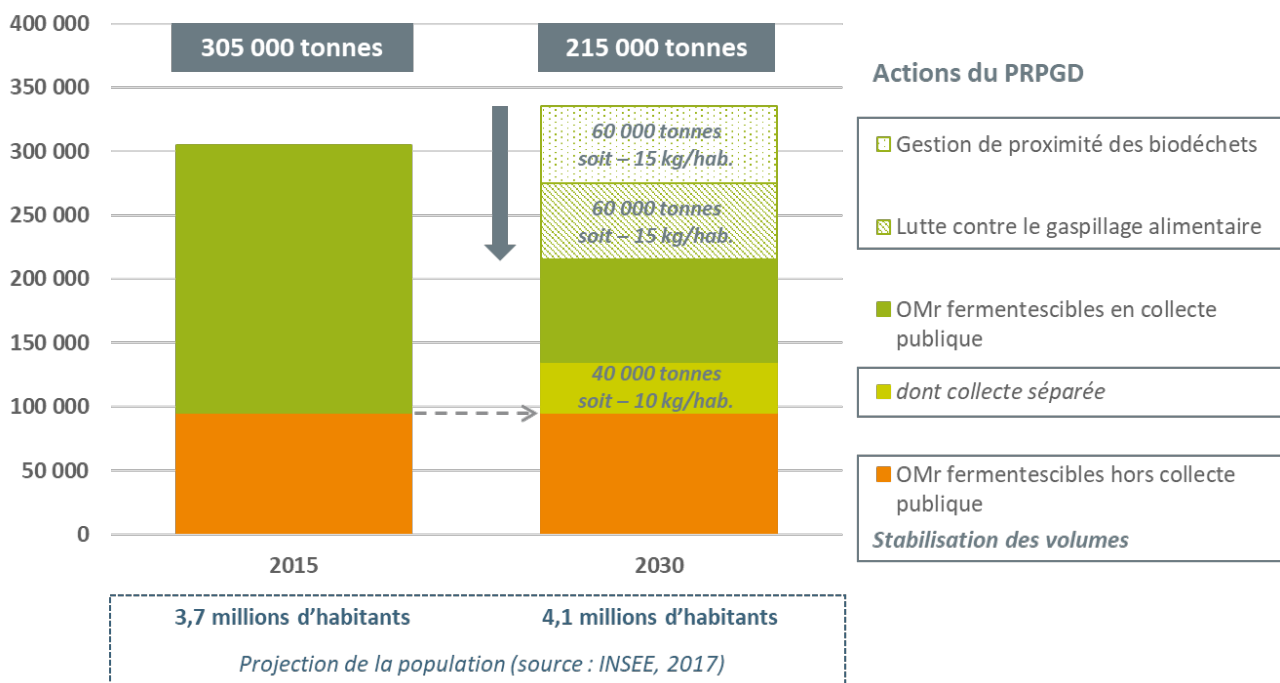 400 000
350 000
300 000
250 000
200 000
150 000
100 000
50 000
0
305 000 tonnes
215 000 tonnes
60 000 tonnes
soit – 15 kg/hab.
60 000 tonnes
soit – 15 kg/hab.
40 000 tonnes
soit – 10 kg/hab.
2015
2030
3,7 millions d’habitants
4,1 millions d’habitants
Projection de la population (source : INSEE, 2017)
Actions du PRPGD
Gestion de proximité des biodéchets
Lutte contre le gaspillage alimentaire
OMr fermentescibles en collecte
publique
dont collecte séparée
OMr fermentescibles hors collecte
publique
Stabilisation des volumes